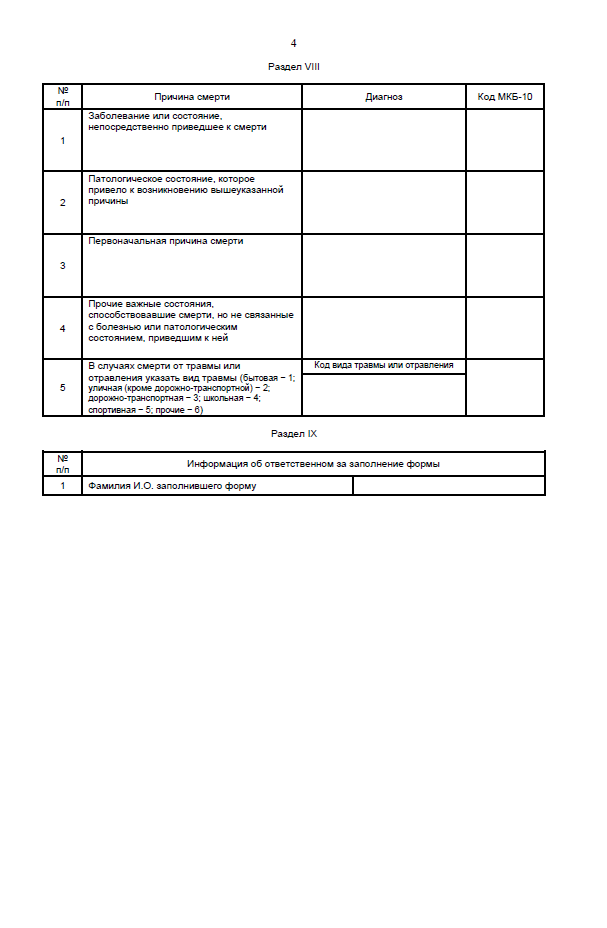 4
Раздел VIII
№
п/п
Причина смерти
Диагноз
Код МКБ-10
1
Заболевание или состояние,
непосредственно приведшее к смерти
2
Патологическое состояние, которое
привело к возникновению вышеуказанной
причины
3
Первоначальная причина смерти
4
Прочие важные состояния,
способствовавшие смерти, но не связанные
с болезнью или патологическим
состоянием, приведшим к ней
5
В случаях смерти от травмы или
отравления указать вид травмы (бытовая – 1;
уличная (кроме дорожно-транспортной) – 2;
дорожно-транспортная – 3; школьная – 4;
спортивная – 5; прочие – 6)
Код вида травмы или отравления
Раздел IX
№
п/п
Информация об ответственном за заполнение формы
1
Фамилия И.О. заполнившего форму